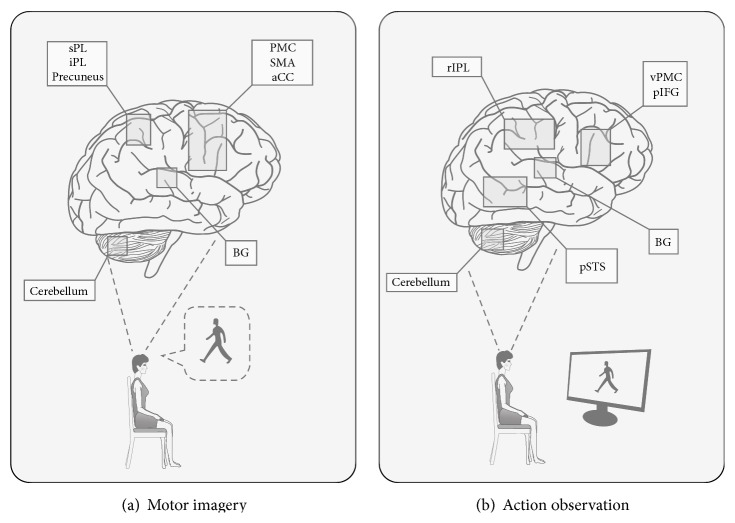 sPL
iPL
Precuneus
PMC
SMA
aCC
BG
Cerebellum
(a) Motor imagery
rIPL
vPMC
pIFG
BG
pSTS
Cerebellum
(b) Action observation